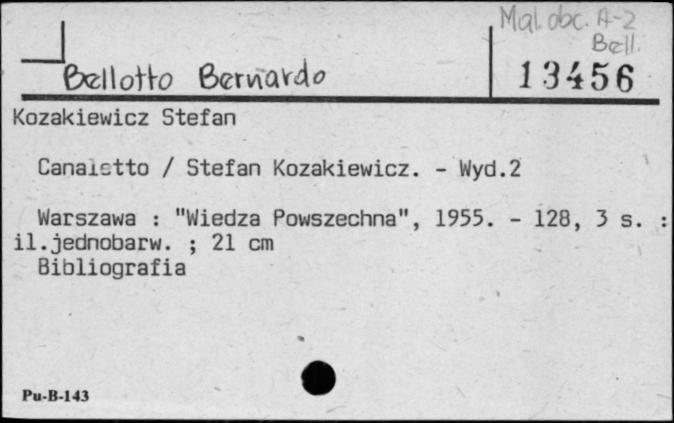 Mal. obc. A-2
Bell.
Bellotto Bernardo
13456
Kozakiewicz Stefan
Canaletto / Stefan Kozakiewicz. - Wyd.2
Warszawa : "Wiedza Powszechna", 1955. - 128, 3 s. :
il.jednobarw. ; 21 cm
Bibliografia
Pu-B-143